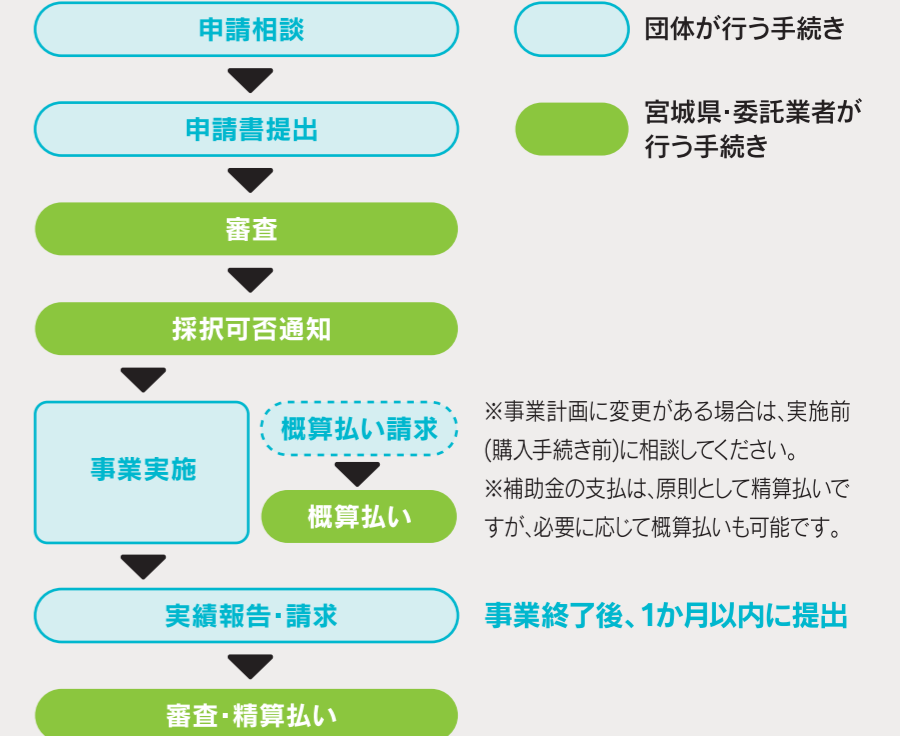 申請相談
団体が行う手続き
申請書提出
宮城県・委託業者が
行う手続き
審査
採択可否通知
事業実施
概算払い請求
概算払い
※事業計画に変更がある場合は、実施前
(購入手続き前)に相談してください。
※補助金の支払は、原則として精算払いで
すが、必要に応じて概算払いも可能です。
実績報告・請求
事業終了後、1か月以内に提出
審査・精算払い